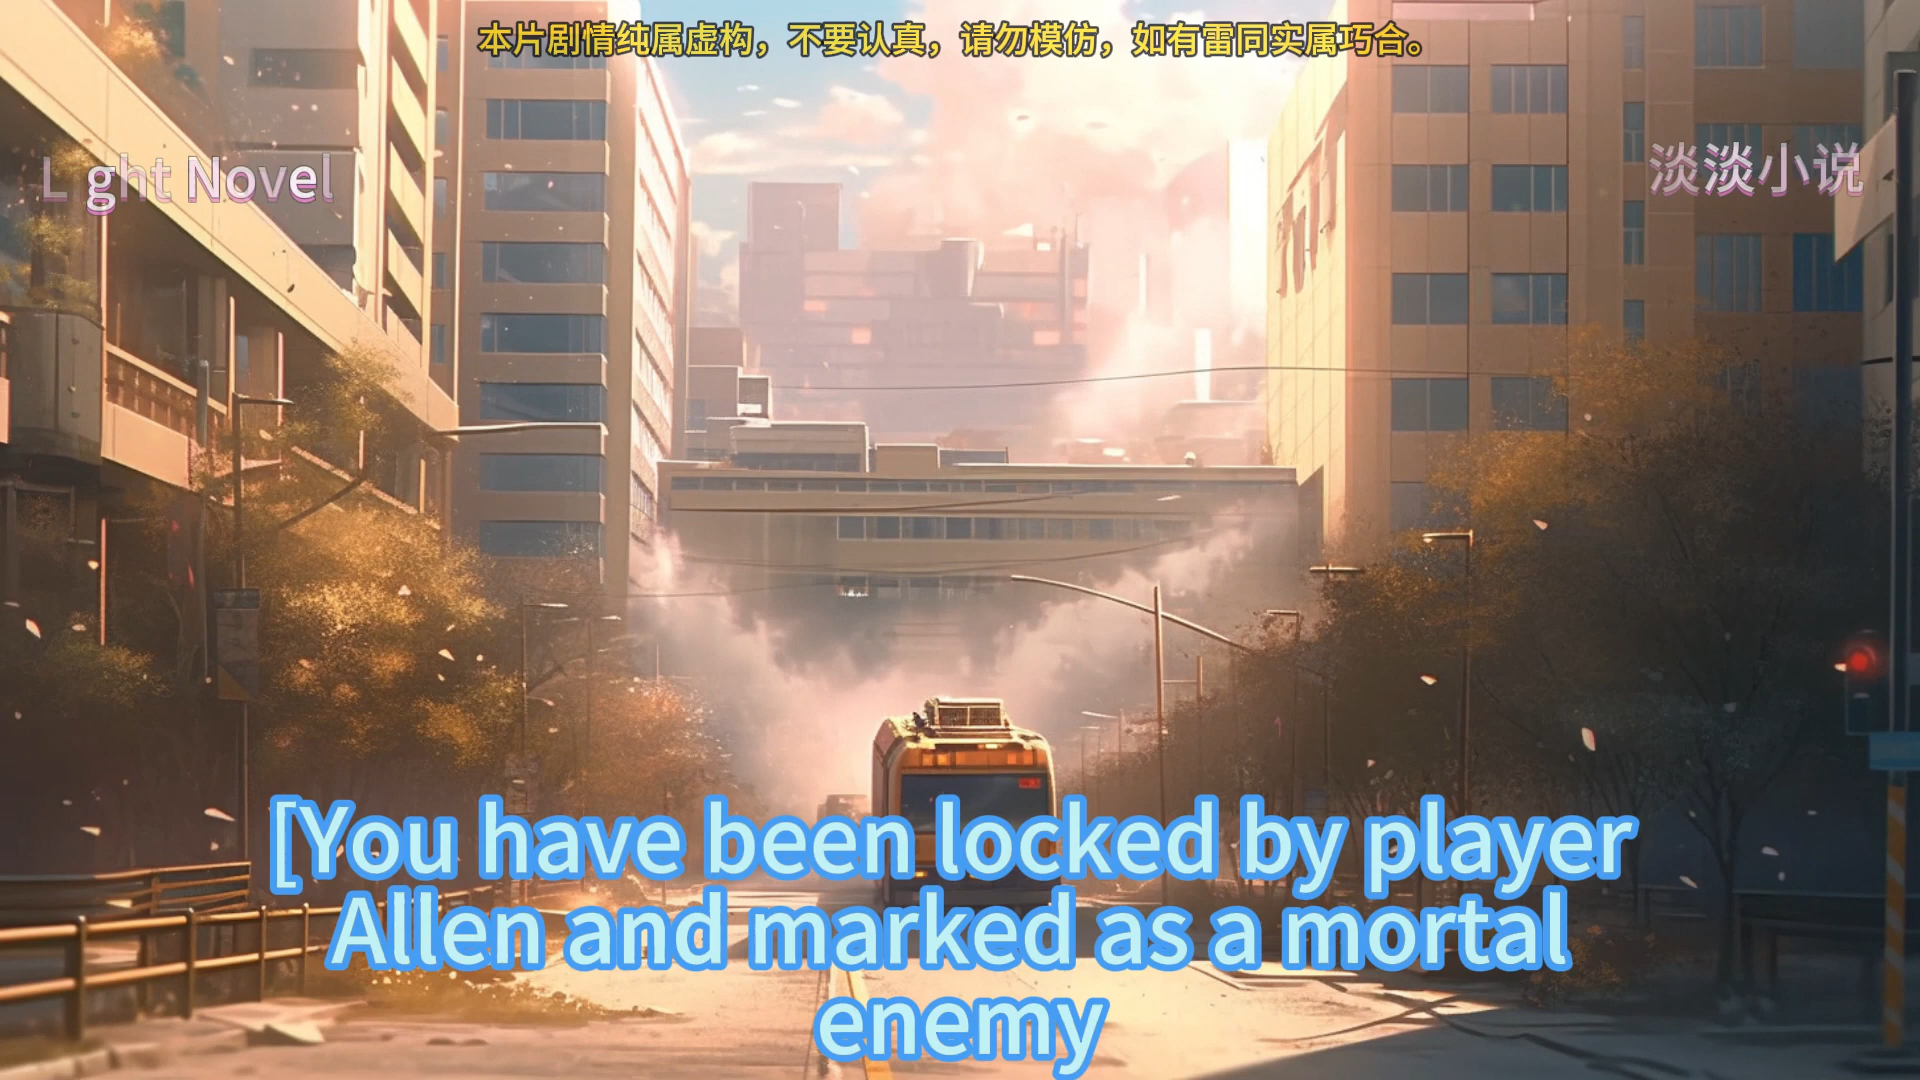 本片剧情纯属虚构，不要认真，请勿模仿，如有雷同实属巧合。
L ght Novel
淡淡小说
[You have been locked by player
Allen and marked as a mortal
enemy